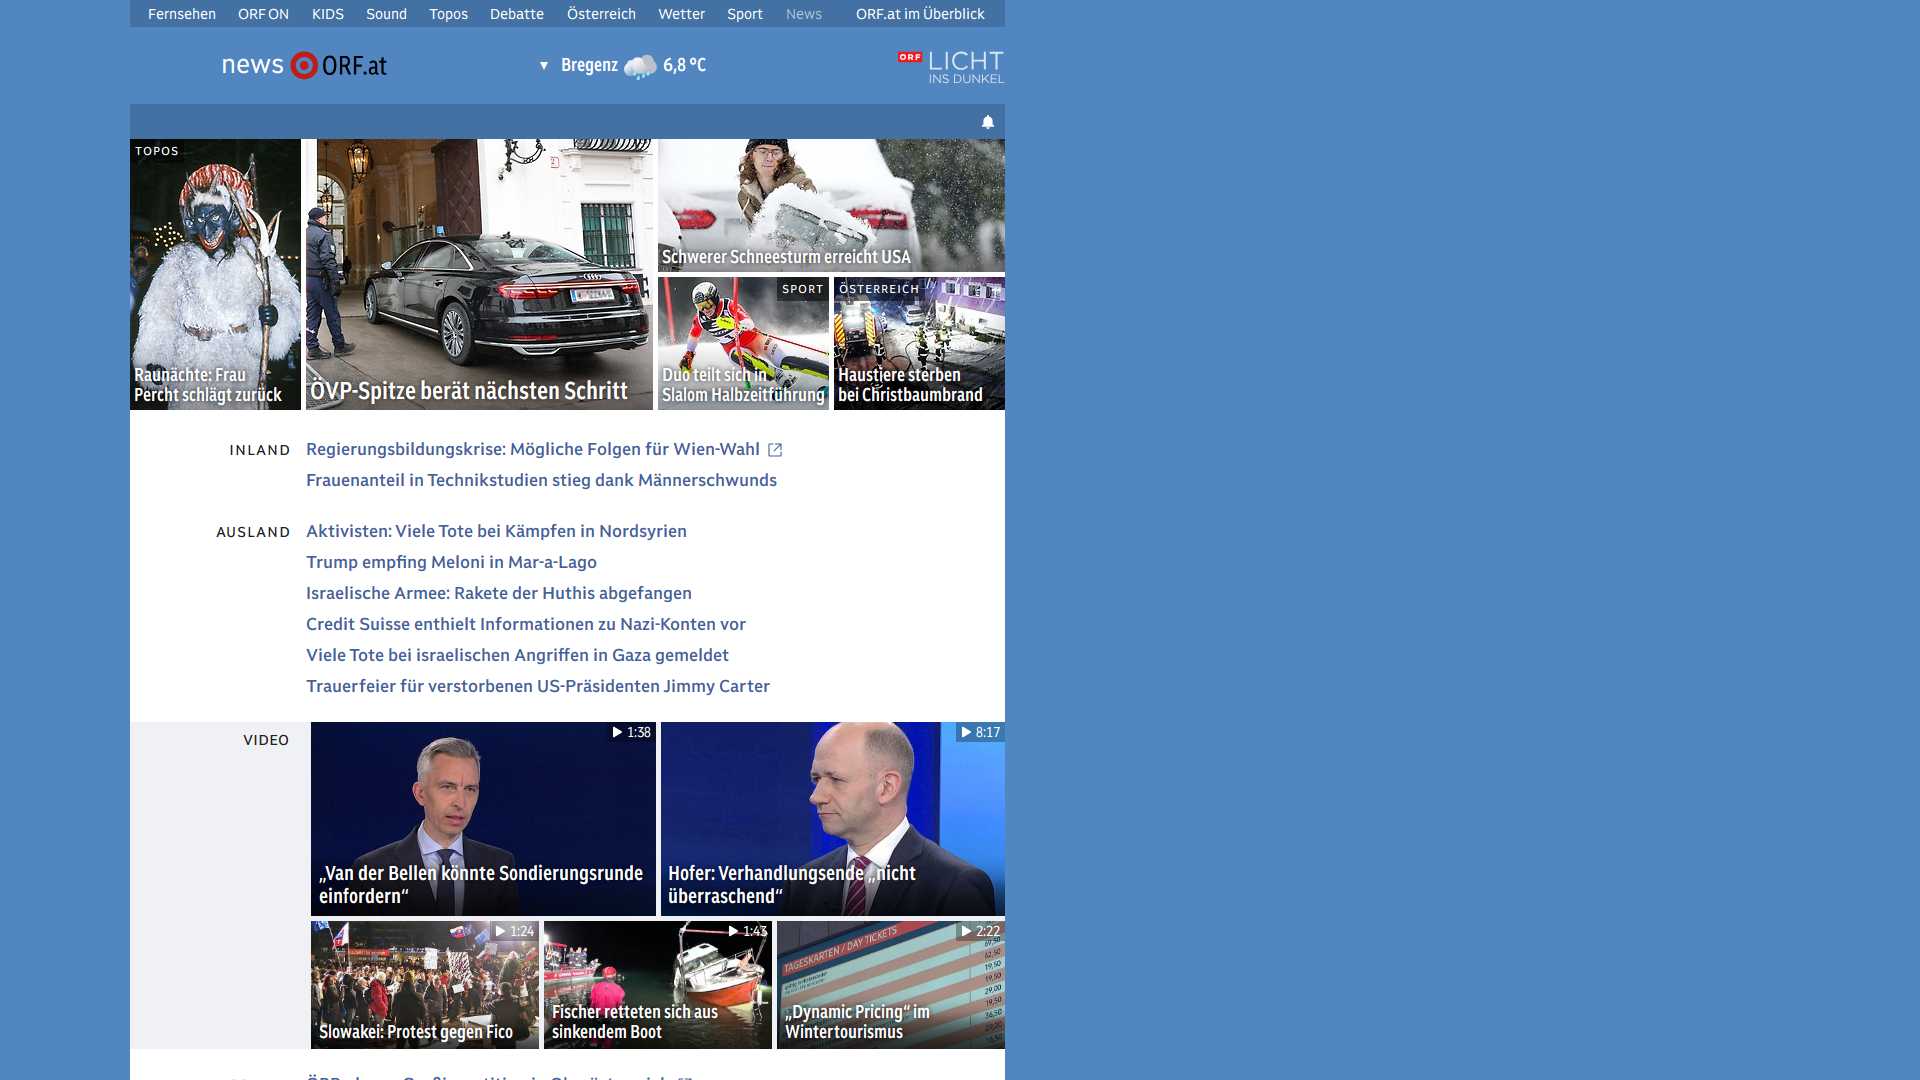 Fernsehen ORF ON KIDS Sound Topos Debatte Österreich Wetter Sport News ORF.at im Überblick
news ORF.at
▼ Bregenz 6,8 °C
ORF LICHT
INS DUNKEL
TOPOS
Raunächte: Frau
Percht schlägt zurück
ÖVP-Spitze berät nächsten Schritt
Schwerer Schneesturm erreicht USA
SPORT
Duo teilt sich in
Slalom Halbzeitführung
ÖSTERREICH
Haustiere sterben
bei Christbaumbrand
INLAND
Regierungsbildungskrise: Mögliche Folgen für Wien-Wahl
Frauenanteil in Technikstudien stieg dank Männerschwunds
AUSLAND
Aktivisten: Viele Tote bei Kämpfen in Nordsyrien
Trump empfing Meloni in Mar-a-Lago
Israelische Armee: Rakete der Huthis abgefangen
Credit Suisse enthielt Informationen zu Nazi-Konten vor
Viele Tote bei israelischen Angriffen in Gaza gemeldet
Trauerfeier für verstorbenen US-Präsidenten Jimmy Carter
VIDEO
1:38
„Van der Bellen könnte Sondierungsrunde
einfordern“
8:17
Hofer: Verhandlungsende „nicht
überraschend“
1:24
Slowakei: Protest gegen Fico
1:43
Fischer retteten sich aus
sinkendem Boot
2:22
TAGESKARTEN / DAY TICKETS
„Dynamic Pricing“ im
Wintertourismus